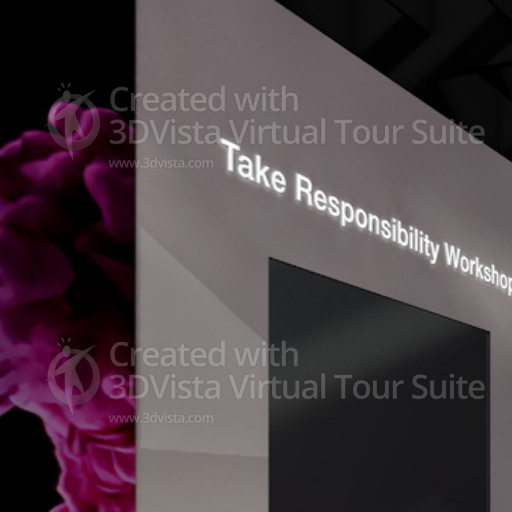 Created with
3DVista Virtual Tour Suite
www.3dvista.com
Take Responsibility Workshop
Created with
3DVista Virtual Tour Suite
www.3dvista.com